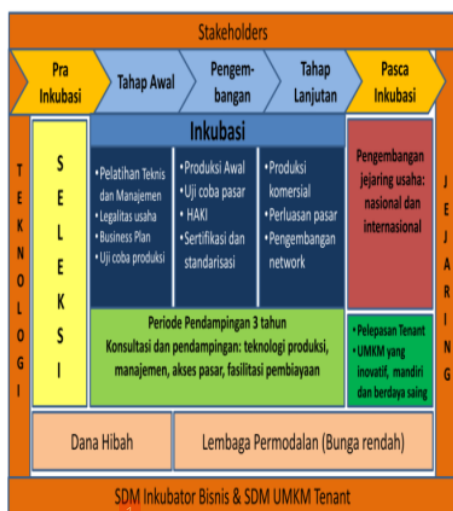 Stakeholders
Pra
Inkubasi
Tahap Awal
Pengem-
bangan
Tahap
Lanjutan
Pasca
Inkubasi
TEKNOLOGI
SELEKSI
Inkubasi
•Pelatihan Teknis
dan Manajemen
•Legalitas usaha
•Business Plan
•Uji coba produksi
•Produksi Awal
•Uji coba pasar
• HAKI
•Sertifikasi dan
standarisasi
•Produksi
komersial
•Perluasan pasar
•Pengembangan
network
Pengembangan
jejaring usaha:
nasional dan
internasional
JEJARING
Periode Pendampingan 3 tahun
Konsultasi dan pendampingan: teknologi produksi,
manajemen, akses pasar, fasilitasi pembiayaan
•Pelepasan Tenant
•UMKM yang
inovatif, mandiri
dan berdaya saing
Dana Hibah
Lembaga Permodalan (Bunga rendah)
SDM Inkubator Bisnis & SDM UMKM Tenant